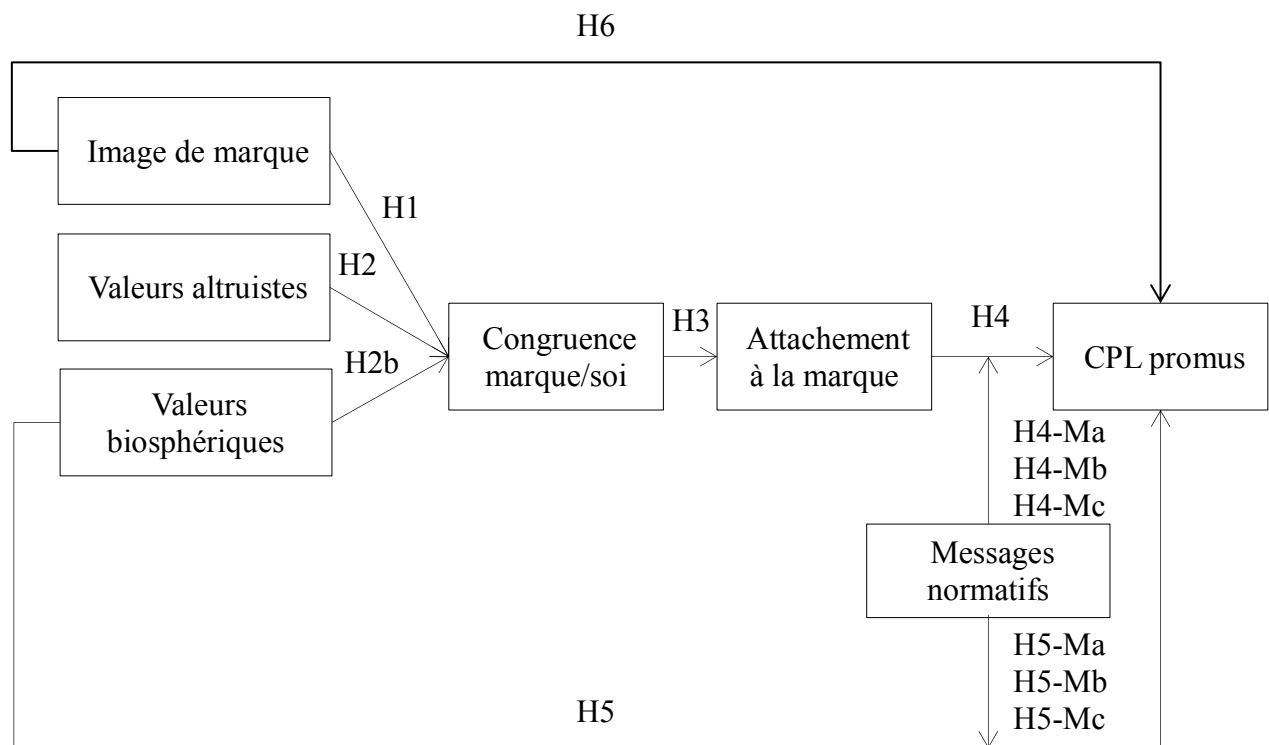 H6
Image de marque
H1
Valeurs altruistes
H2
H2b
Valeurs
biosphériques
Congruence
marque/soi
H3
Attachement
à la marque
H4
CPL promus
H4-Ma
H4-Mb
H4-Mc
Messages
normatifs
H5-Ma
H5-Mb
H5-Mc
H5